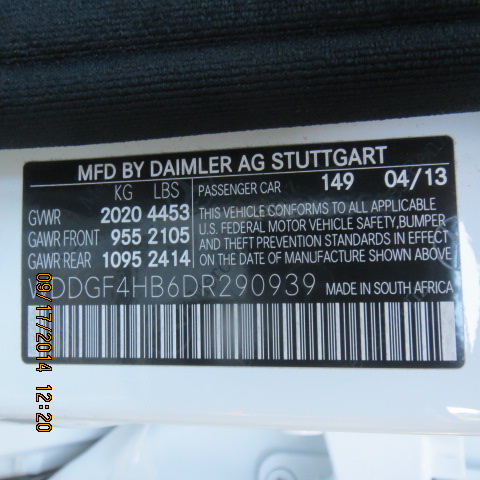 MFD BY DAIMLER AG STUTTGART
KG LBS
GVWR 2020 4453
GAWR FRONT 955 2105
GAWR REAR 1095 2414
PASSENGER CAR 149 04/13
THIS VEHICLE CONFORMS TO ALL APPLICABLE
U.S. FEDERAL MOTOR VEHICLE SAFETY, BUMPER
AND THEFT PREVENTION STANDARDS IN
EFFECT ON THE DATE OF MANUFACTURE SHOWN ABOVE
DDGF4HB6DR290939
MADE IN SOUTH AFRICA
09/17/2014 12:20